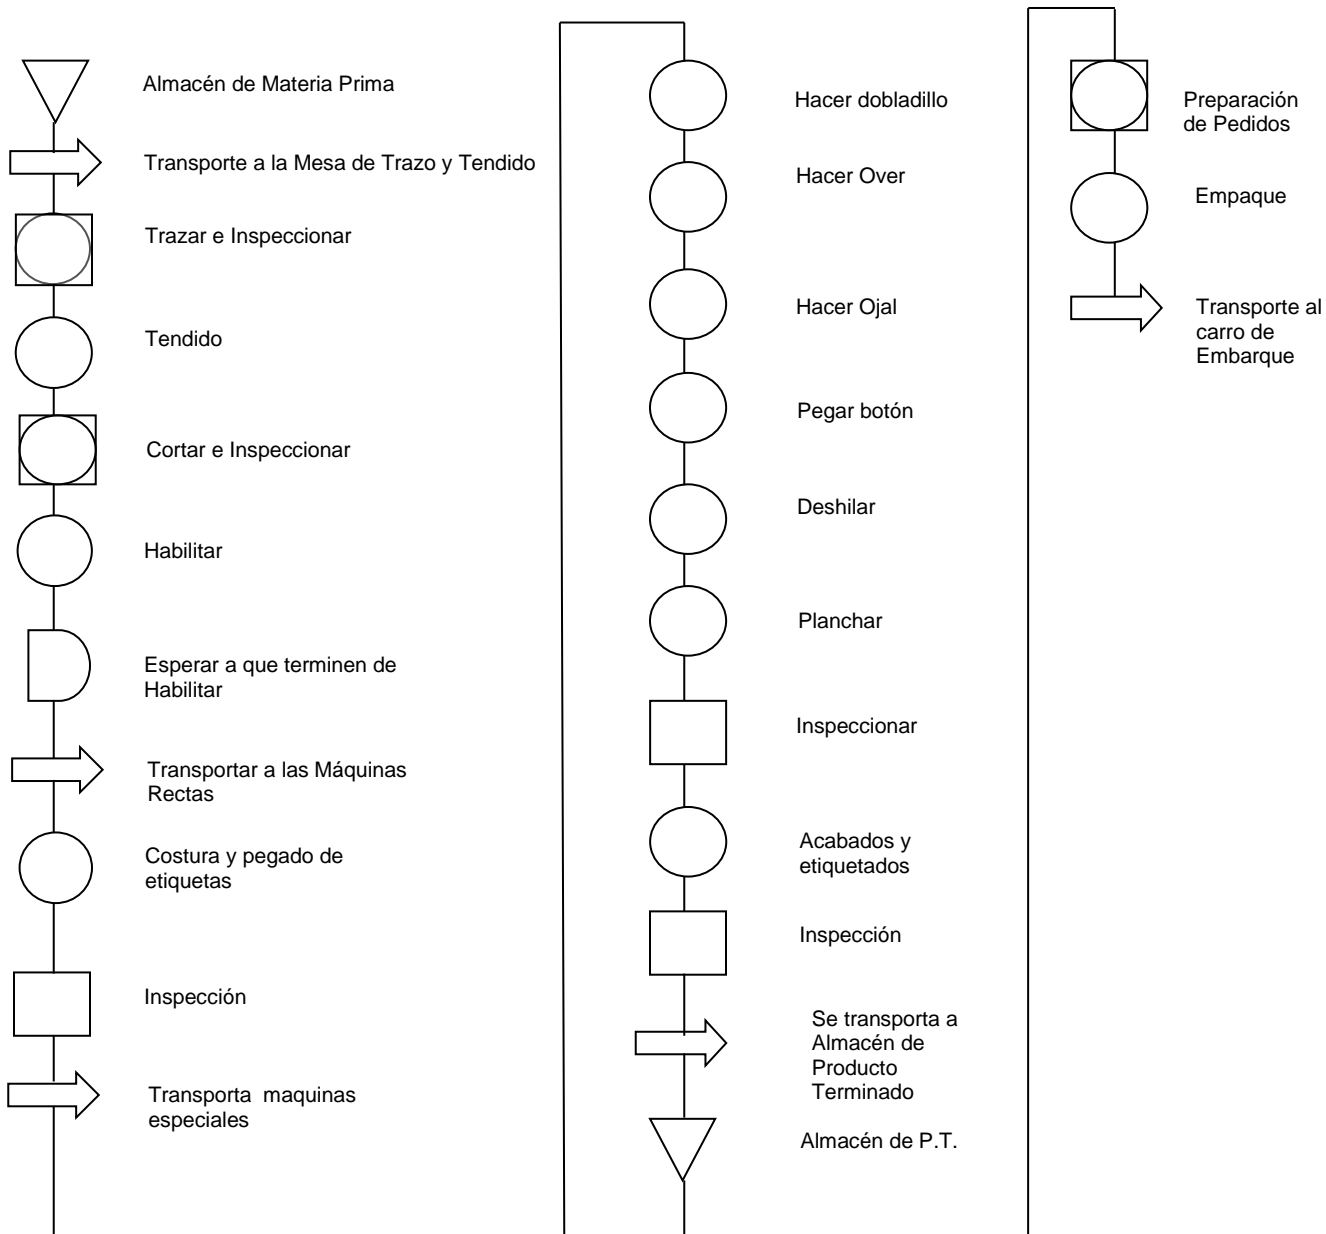 Almacén de Materia Prima
Transporte a la Mesa de Trazo y Tendido
Trazar e Inspeccionar
Tendido
Cortar e Inspeccionar
Habilitar
Esperar a que terminen de
Habilitar
Transportar a las Máquinas
Rectas
Costura y pegado de
etiquetas
Inspección
Transporta  maquinas
especiales
Hacer dobladillo
Hacer Over
Hacer Ojal
Pegar botón
Deshilar
Planchar
Inspeccionar
Acabados y
etiquetados
Inspección
Se transporta a
Almacén de
Producto
Terminado
Almacén de P.T.
Preparación
de Pedidos
Empaque
Transporte al
carro de
Embarque